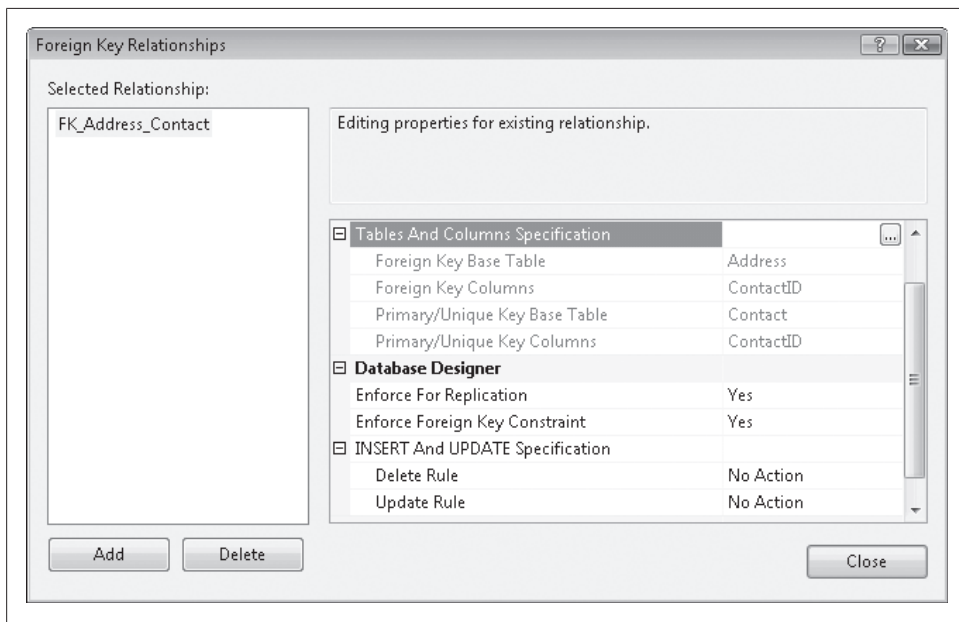 Foreign Key Relationships
Selected Relationship:
FK_Address_Contact
Editing properties for existing relationship.
Tables And Columns Specification ...
Foreign Key Base Table Address
Foreign Key Columns ContactID
Primary/Unique Key Base Table Contact
Primary/Unique Key Columns ContactID
Database Designer
Enforce For Replication Yes
Enforce Foreign Key Constraint Yes
INSERT And UPDATE Specification
Delete Rule No Action
Update Rule No Action
Add Delete
Close